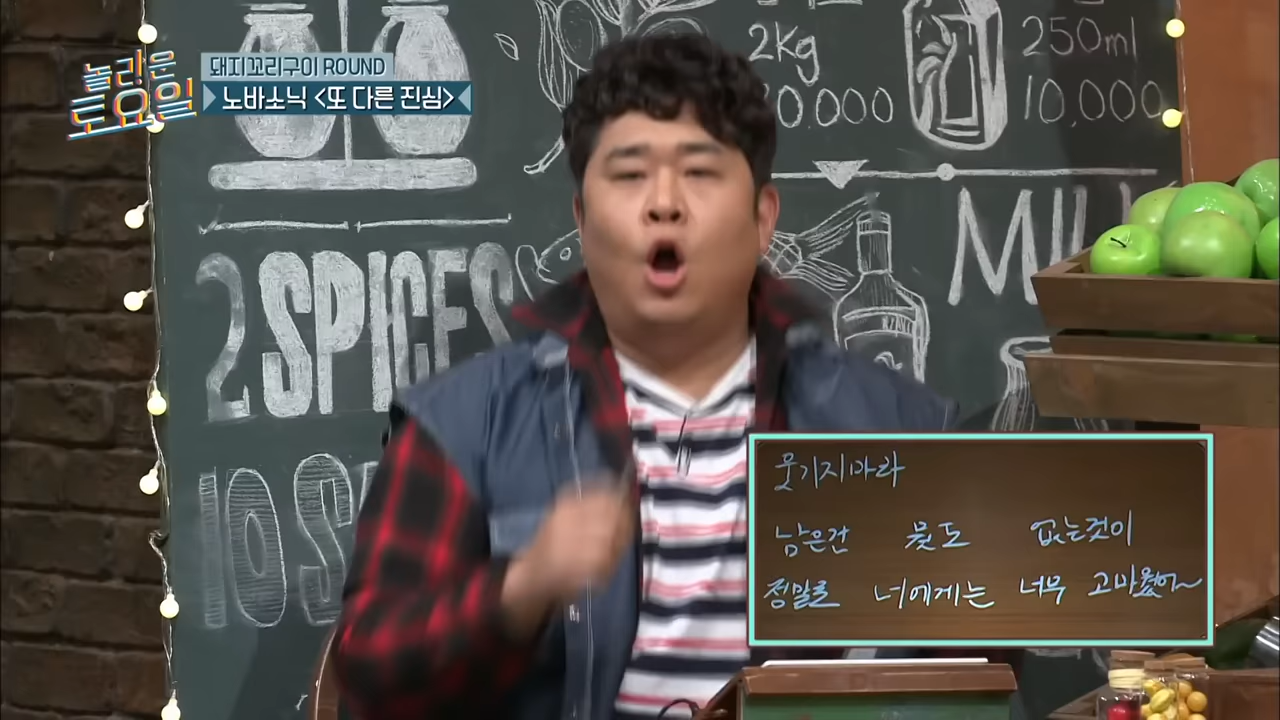 놀라운
토요일
돼지꼬리구이 ROUND
노바소닉 <또 다른 진심>
2kg
0,000
250ml
10,000
2 SPICES
MIL
10 S
웃기지마라
남은건 뭣도 없는것이
정말로 너에게는 너무 고마웠어~